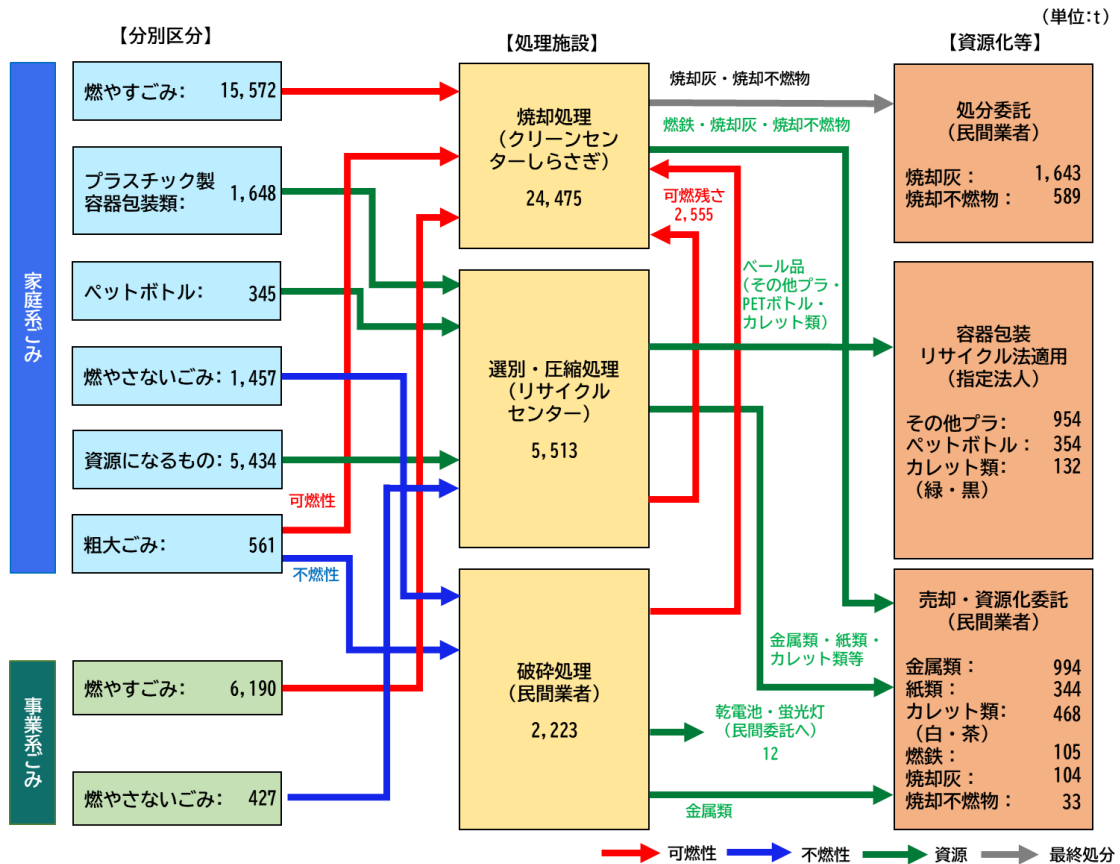 (単位:t)
【分別区分】
【処理施設】
【資源化等】
家庭系ごみ
燃やすごみ: 15,572
プラスチック製
容器包装類: 1,648
ペットボトル: 345
燃やさないごみ: 1,457
資源になるもの: 5,434
粗大ごみ: 561
可燃性
不燃性
事業系ごみ
燃やすごみ: 6,190
燃やさないごみ: 427
焼却処理
(クリーンセン
ターしらさぎ)
24,475
選別・圧縮処理
(リサイクル
センター)
5,513
破砕処理
(民間業者)
2,223
焼却灰・焼却不燃物
燃鉄・焼却灰・焼却不燃物
可燃残さ
2,555
ベール品
(その他プラ・
PETボトル・
カレット類)
金属類・紙類・
カレット類等
乾電池・蛍光灯
(民間委託へ)
12
金属類
処分委託
(民間業者)
焼却灰: 1,643
焼却不燃物: 589
容器包装
リサイクル法適用
(指定法人)
その他プラ: 954
ペットボトル: 354
カレット類: 132
(緑・黒)
売却・資源化委託
(民間業者)
金属類: 994
紙類: 344
カレット類: 468
(白・茶)
燃鉄: 105
焼却灰: 104
焼却不燃物: 33
可燃性 不燃性 資源 最終処分